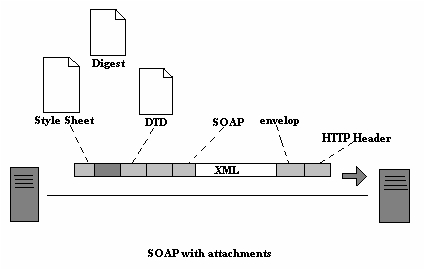 Digest
Style Sheet
DTD
SOAP
envelop
HTTP Header
XML
SOAP with attachments